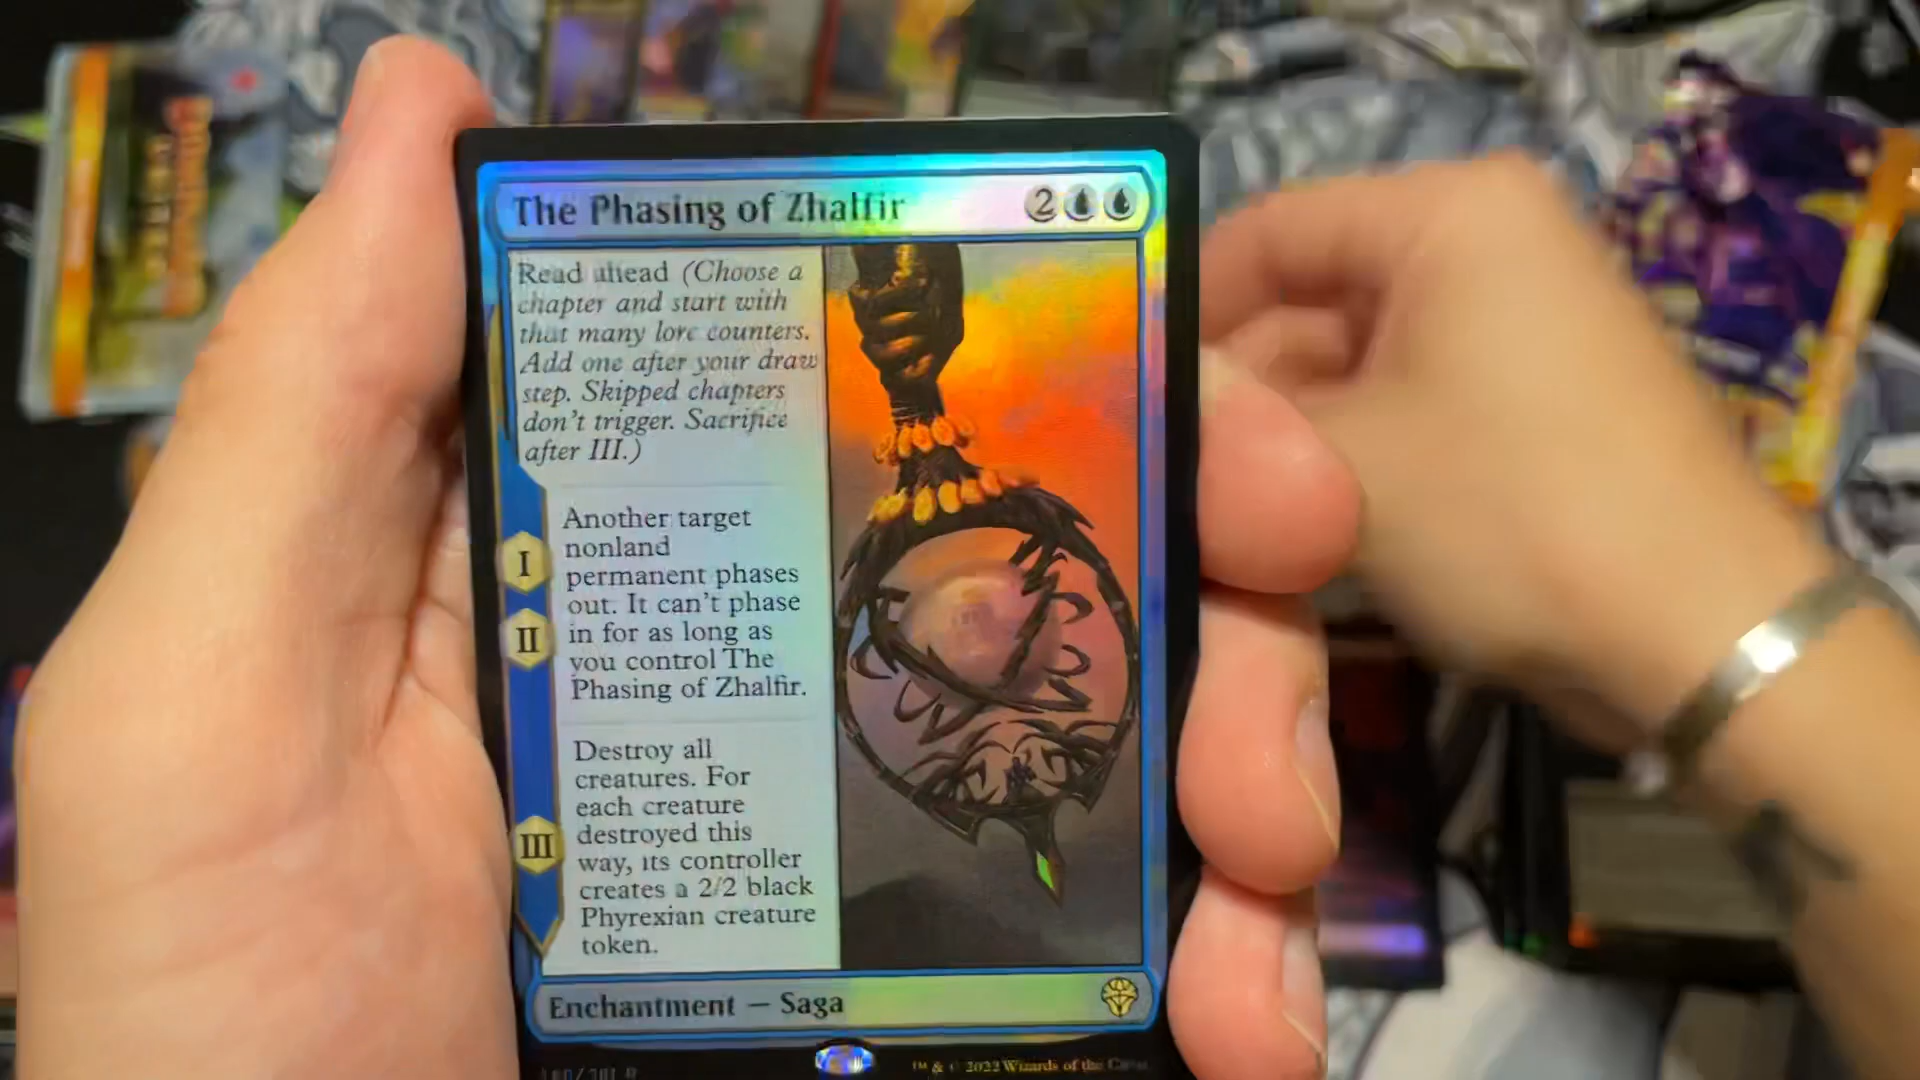 The Phasing of Zhalfir 2
Read ahead (Choose a
chapter and start with
that many lore counters.
Add one after your draw
step. Skipped chapters
don't trigger. Sacrifice
after III.)
I
II
Another target
nonland
permanent phases
out. It can't phase
in for as long as
you control The
Phasing of Zhalfir.
III
Destroy all
creatures. For
each creature
destroyed this
way, its controller
creates a 2/2 black
Phyrexian creature
token.
Enchantment — Saga
™ & © 2022 Wizards of the Coast